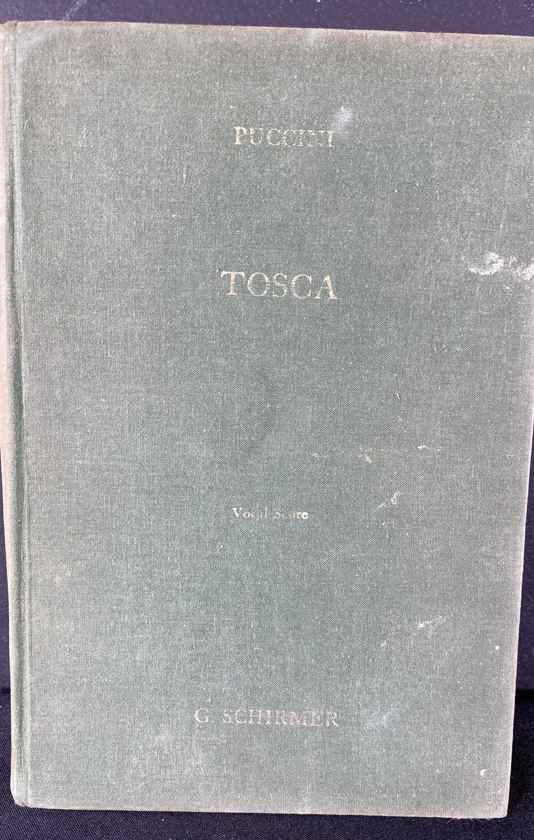 PUCCINI
TOSCA
Vocal Score
G. SCHIRMER